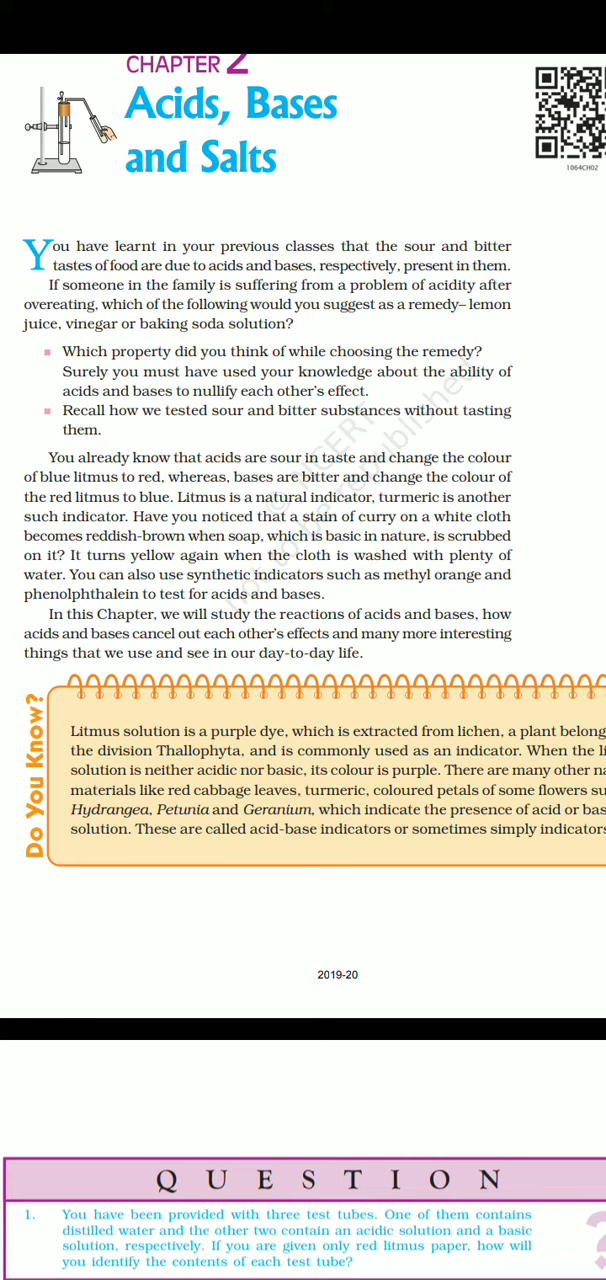 CHAPTER 2
Acids, Bases
and Salts
1064CH02
You have learnt in your previous classes that the sour and bitter
tastes of food are due to acids and bases, respectively, present in them.
If someone in the family is suffering from a problem of acidity after
overeating, which of the following would you suggest as a remedy– lemon
juice, vinegar or baking soda solution?
Which property did you think of while choosing the remedy?
Surely you must have used your knowledge about the ability of
acids and bases to nullify each other's effect.
Recall how we tested sour and bitter substances without tasting
them.
You already know that acids are sour in taste and change the colour
of blue litmus to red, whereas, bases are bitter and change the colour of
the red litmus to blue. Litmus is a natural indicator, turmeric is another
such indicator. Have you noticed that a stain of curry on a white cloth
becomes reddish-brown when soap, which is basic in nature, is scrubbed
on it? It turns yellow again when the cloth is washed with plenty of
water. You can also use synthetic indicators such as methyl orange and
phenolphthalein to test for acids and bases.
In this Chapter, we will study the reactions of acids and bases, how
acids and bases cancel out each other's effects and many more interesting
things that we use and see in our day-to-day life.
© NCERT
not to be republished
Do You Know?
Litmus solution is a purple dye, which is extracted from lichen, a plant belong
the division Thallophyta, and is commonly used as an indicator. When the li
solution is neither acidic nor basic, its colour is purple. There are many other na
materials like red cabbage leaves, turmeric, coloured petals of some flowers su
Hydrangea, Petunia and Geranium, which indicate the presence of acid or bas
solution. These are called acid-base indicators or sometimes simply indicators
2019-20
QUESTION
1. You have been provided with three test tubes. One of them contains
distilled water and the other two contain an acidic solution and a basic
solution, respectively. If you are given only red litmus paper, how will
you identify the contents of each test tube?
?